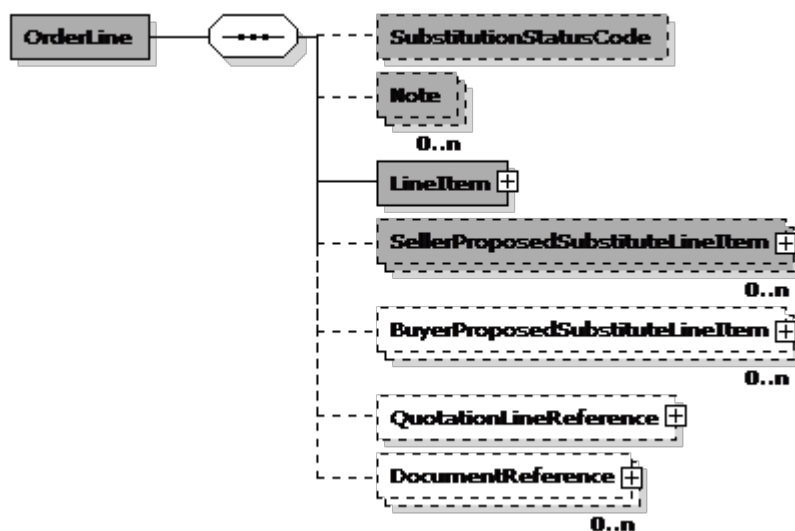 OrderLine
SubstitutionStatusCode
Note
0..n
LineItem
SellerProposedSubstituteLineItem
0..n
BuyerProposedSubstituteLineItem
0..n
QuotationLineReference
DocumentReference
0..n